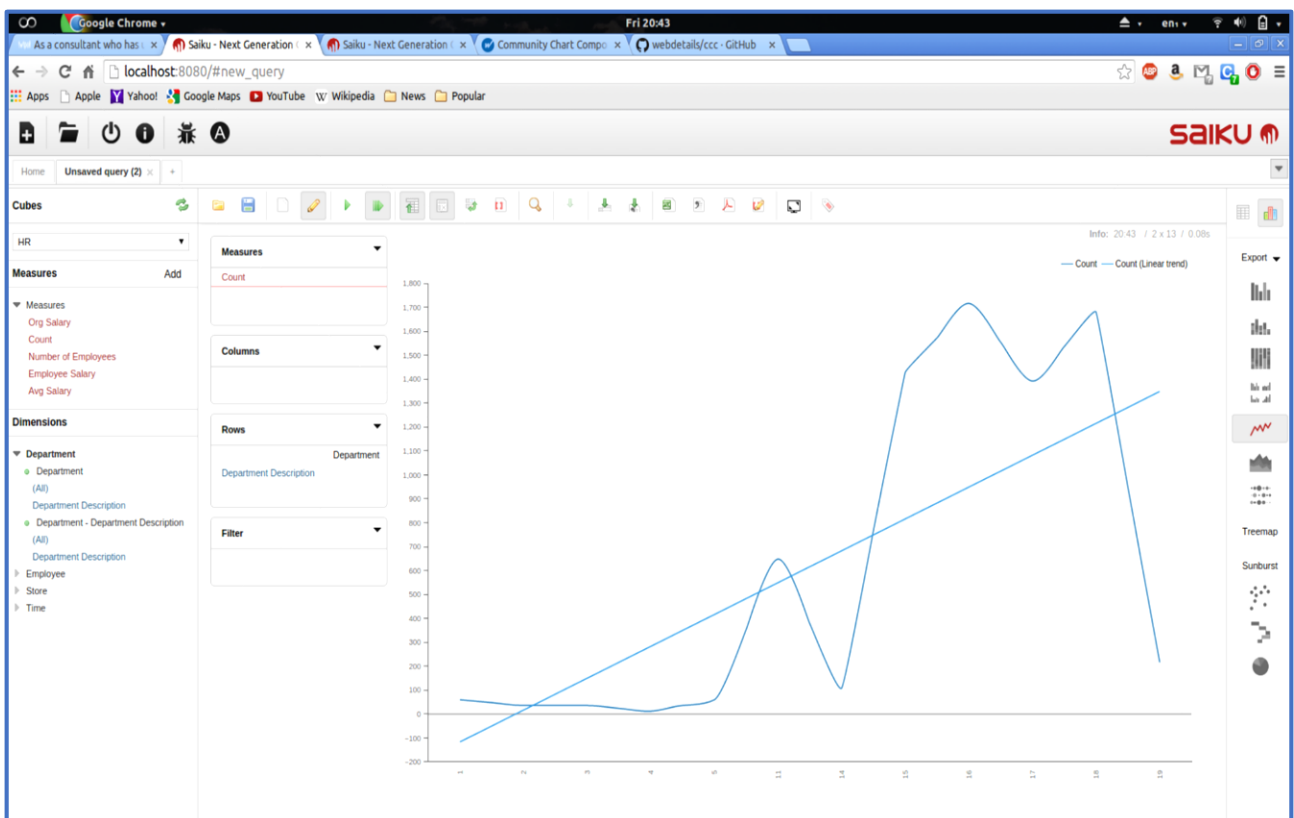 Google Chrome
Fri 20:43
en₁
As a consultant who has
Saiku - Next Generation
Saiku - Next Generation
Community Chart Compo
webdetails/ccc · GitHub
localhost:8080/#new_query
Apps
Apple
Yahoo!
Google Maps
YouTube
Wikipedia
News
Popular
saiku
Home
Unsaved query (2)
+
Cubes
HR
Measures
Add
Measures
Org Salary
Count
Number of Employees
Employee Salary
Avg Salary
Dimensions
Department
Department
(All)
Department Description
Department - Department Description
(All)
Department Description
Employee
Store
Time
Measures
Count
Columns
Rows
Department
Department Description
Filter
Info: 20:43 / 2 x 13 / 0.08s
Count
Count (Linear trend)
1,800
1,700
1,600
1,500
1,400
1,300
1,200
1,100
1,000
900
800
700
600
500
400
300
200
100
0
-100
-200
1
2
3
4
5
11
14
15
16
17
18
19
Export
Treemap
Sunburst